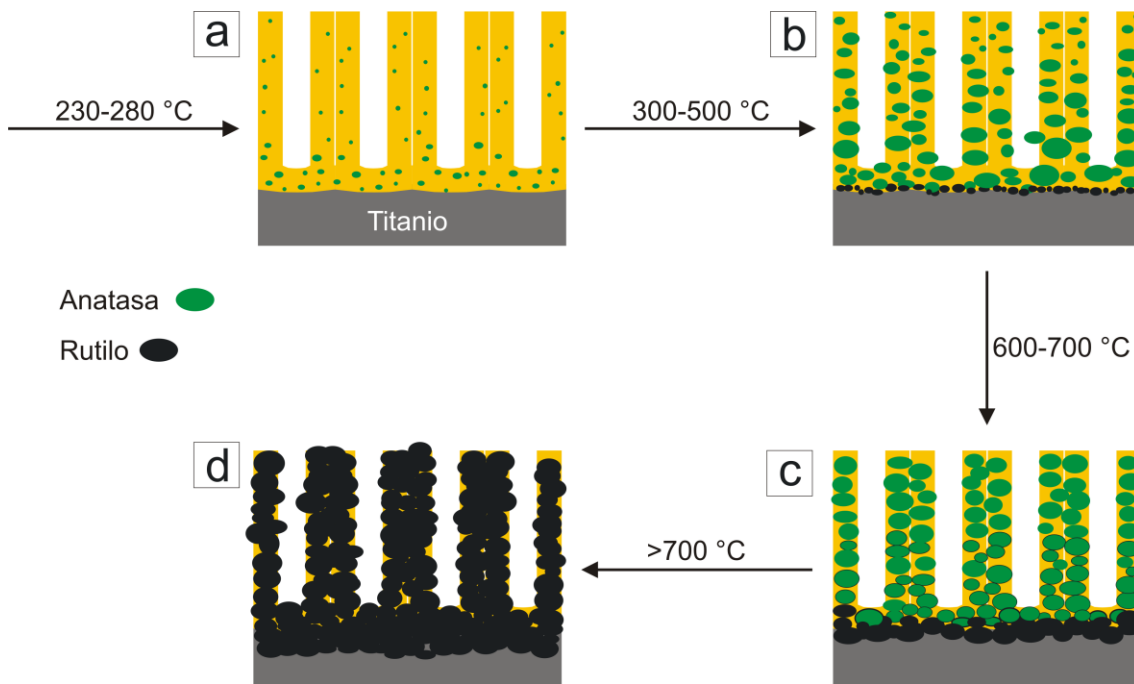 a
b
230-280 °C
300-500 °C
Titanio
Anatasa
Rutilo
600-700 °C
d
c
>700 °C